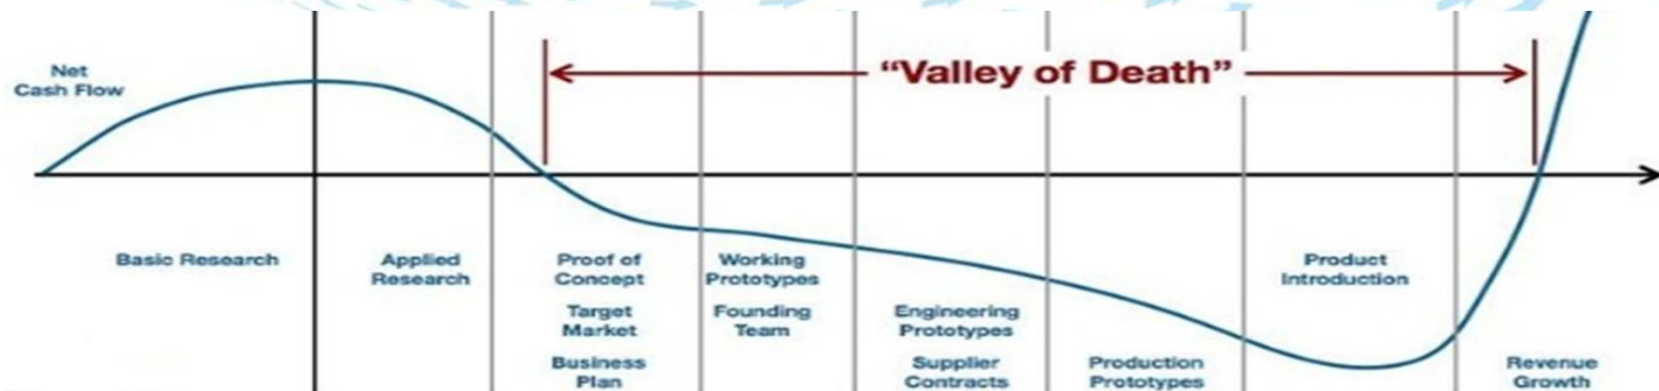 Net
Cash Flow
“Valley of Death”
Basic Research
Applied
Research
Proof of
Concept
Target
Market
Business
Plan
Working
Prototypes
Founding
Team
Engineering
Prototypes
Supplier
Contracts
Production
Prototypes
Product
Introduction
Revenue
Growth